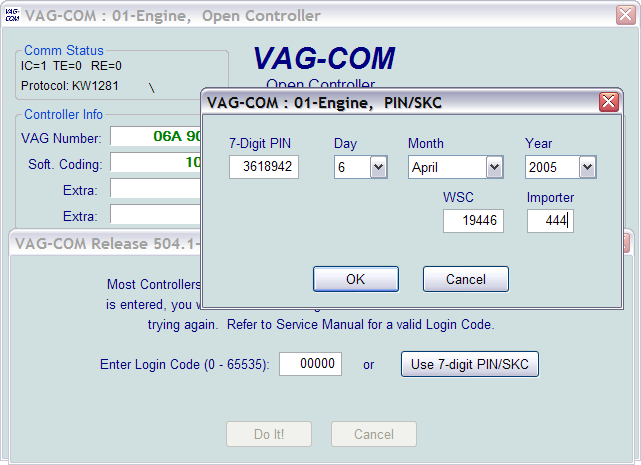 VAG-COM
VAG-COM : 01-Engine, Open Controller
Comm Status
IC=1 TE=0 RE=0
Protocol: KW1281 \
VAG-COM
Open Controller
Controller Info
VAG Number: 06A 90
Soft. Coding: 10
Extra:
Extra:
VAG-COM : 01-Engine, PIN/SKC
7-Digit PIN Day Month Year
3618942 6 April 2005
WSC Importer
19446 444
OK Cancel
VAG-COM Release 504.1-
Most Controllers
is entered, you w
trying again. Refer to Service Manual for a valid Login Code.
Enter Login Code (0 - 65535): 00000 or Use 7-digit PIN/SKC
Do It! Cancel